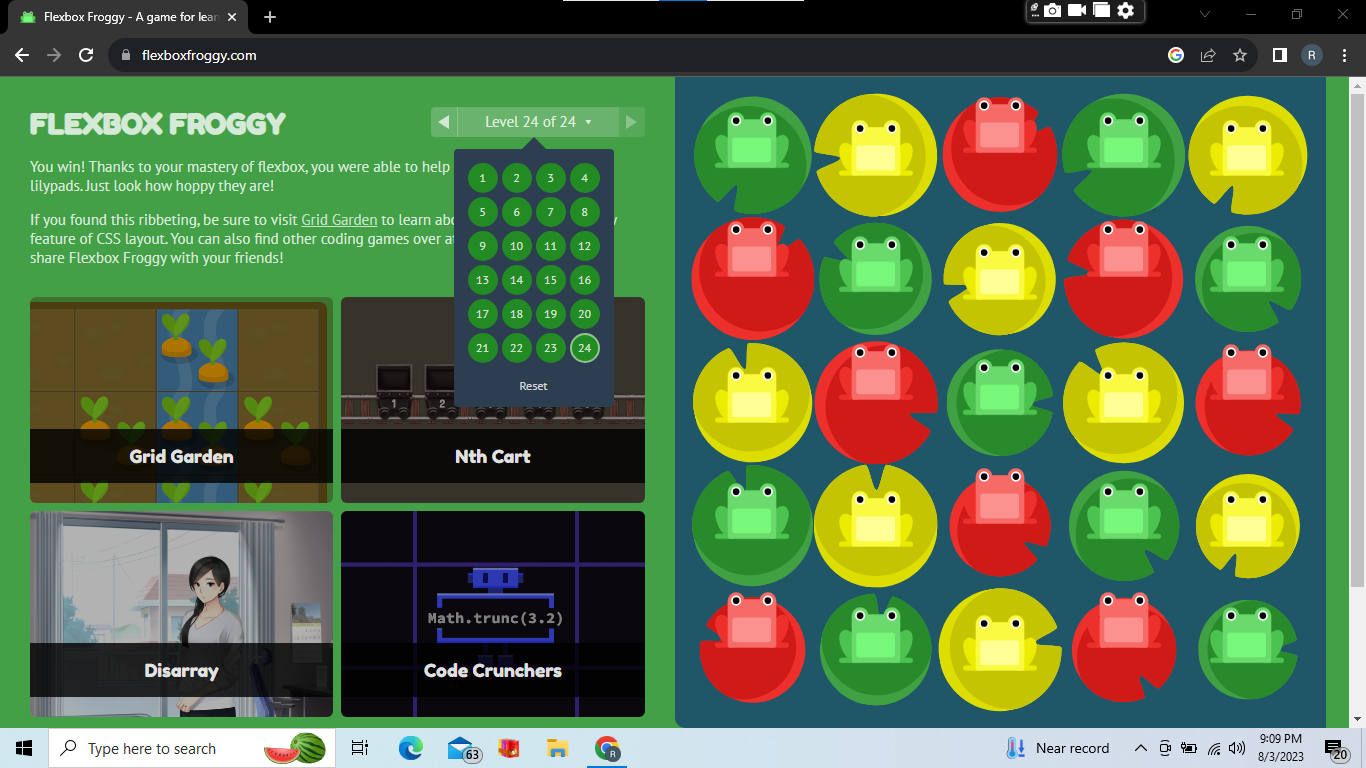 Flexbox Froggy - A game for lear
flexboxfroggy.com
R
FLEXBOX FROGGY
Level 24 of 24
You win! Thanks to your mastery of flexbox, you were able to help
lilypads. Just look how hoppy they are!
If you found this ribbeting, be sure to visit Grid Garden to learn abo
y
feature of CSS layout. You can also find other coding games over at
share Flexbox Froggy with your friends!
1 2 3 4
5 6 7 8
9 10 11 12
13 14 15 16
17 18 19 20
21 22 23 24
Reset
Grid Garden
1 2
Nth Cart
Disarray
Math.trunc(3.2)
Code Crunchers
Type here to search
63
R
Near record
9:09 PM
8/3/2023
20